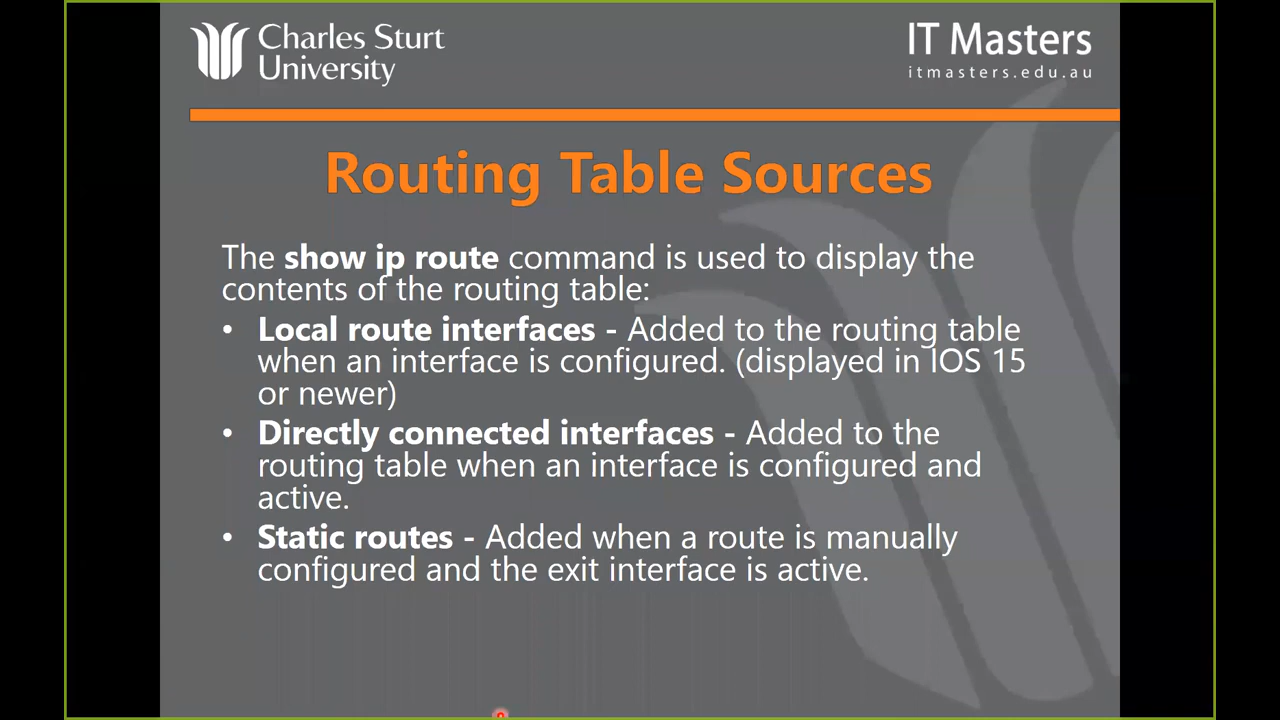 Charles Sturt
University
IT Masters
itmasters.edu.au
Routing Table Sources
The show ip route command is used to display the
contents of the routing table:
• Local route interfaces - Added to the routing table
when an interface is configured. (displayed in IOS 15
or newer)
• Directly connected interfaces - Added to the
routing table when an interface is configured and
active.
• Static routes - Added when a route is manually
configured and the exit interface is active.